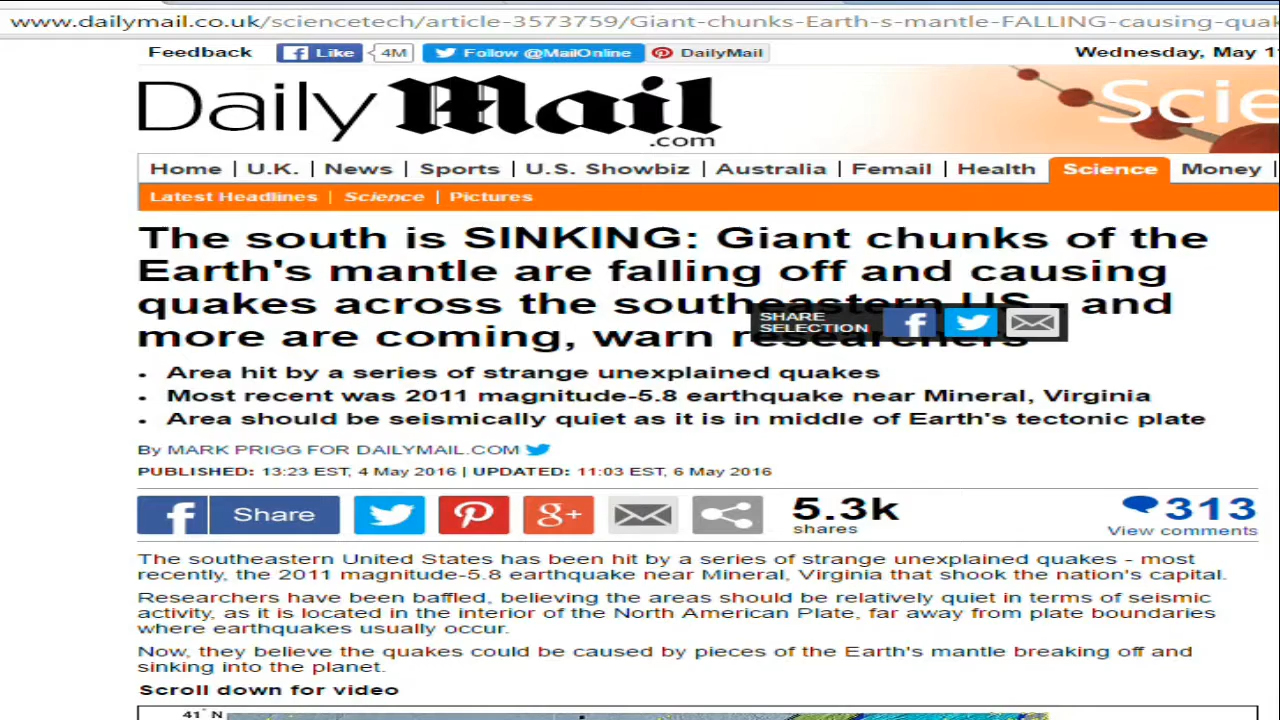 www.dailymail.co.uk/sciencetech/article-3573759/Giant-chunks-Earth-s-mantle-FALLING-causing-quak
Feedback Like 4M Follow @MailOnline DailyMail Wednesday, May 1
Daily Mail
.com
Scie
Home U.K. News Sports U.S. Showbiz Australia Femail Health Science Money
Latest Headlines Science Pictures
The south is SINKING: Giant chunks of the
Earth's mantle are falling off and causing
quakes across the southeastern US - and
more are coming, warn researchers
SHARE
SELECTION
• Area hit by a series of strange unexplained quakes
• Most recent was 2011 magnitude-5.8 earthquake near Mineral, Virginia
• Area should be seismically quiet as it is in middle of Earth's tectonic plate
By MARK PRIGG FOR DAILYMAIL.COM
PUBLISHED: 13:23 EST, 4 May 2016 | UPDATED: 11:03 EST, 6 May 2016
Share g+ 5.3k
shares
313
View comments
The southeastern United States has been hit by a series of strange unexplained quakes - most
recently, the 2011 magnitude-5.8 earthquake near Mineral, Virginia that shook the nation's capital.
Researchers have been baffled, believing the areas should be relatively quiet in terms of seismic
activity, as it is located in the interior of the North American Plate, far away from plate boundaries
where earthquakes usually occur.
Now, they believe the quakes could be caused by pieces of the Earth's mantle breaking off and
sinking into the planet.
Scroll down for video
41° N